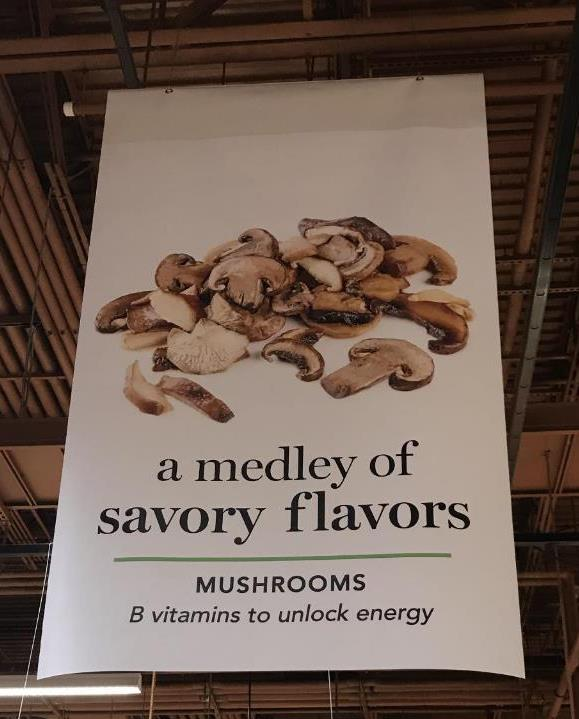 a medley of
savory flavors
MUSHROOMS
B vitamins to unlock energy